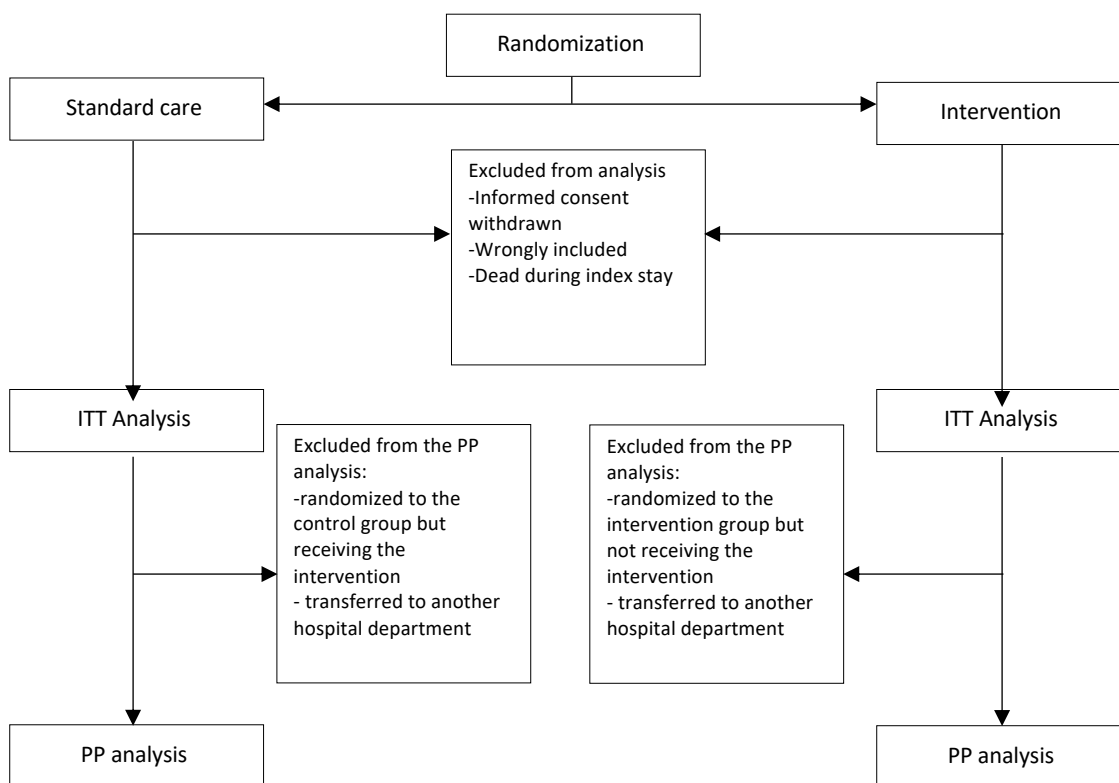 Randomization
Standard care
Intervention
Excluded from analysis
-Informed consent
withdrawn
-Wrongly included
-Dead during index stay
ITT Analysis
ITT Analysis
Excluded from the PP
analysis:
-randomized to the
control group but
receiving the
intervention
- transferred to another
hospital department
Excluded from the PP
analysis:
-randomized to the
intervention group but
not receiving the
intervention
- transferred to another
hospital department
PP analysis
PP analysis